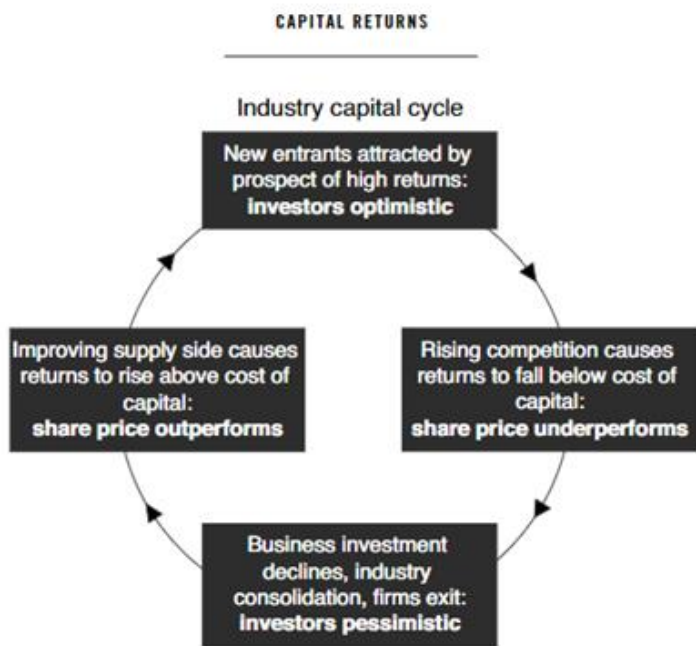 CAPITAL RETURNS
Industry capital cycle
New entrants attracted by
prospect of high returns:
investors optimistic
Rising competition causes
returns to fall below cost of
capital:
share price underperforms
Business investment
declines, industry
consolidation, firms exit:
investors pessimistic
Improving supply side causes
returns to rise above cost of
capital:
share price outperforms